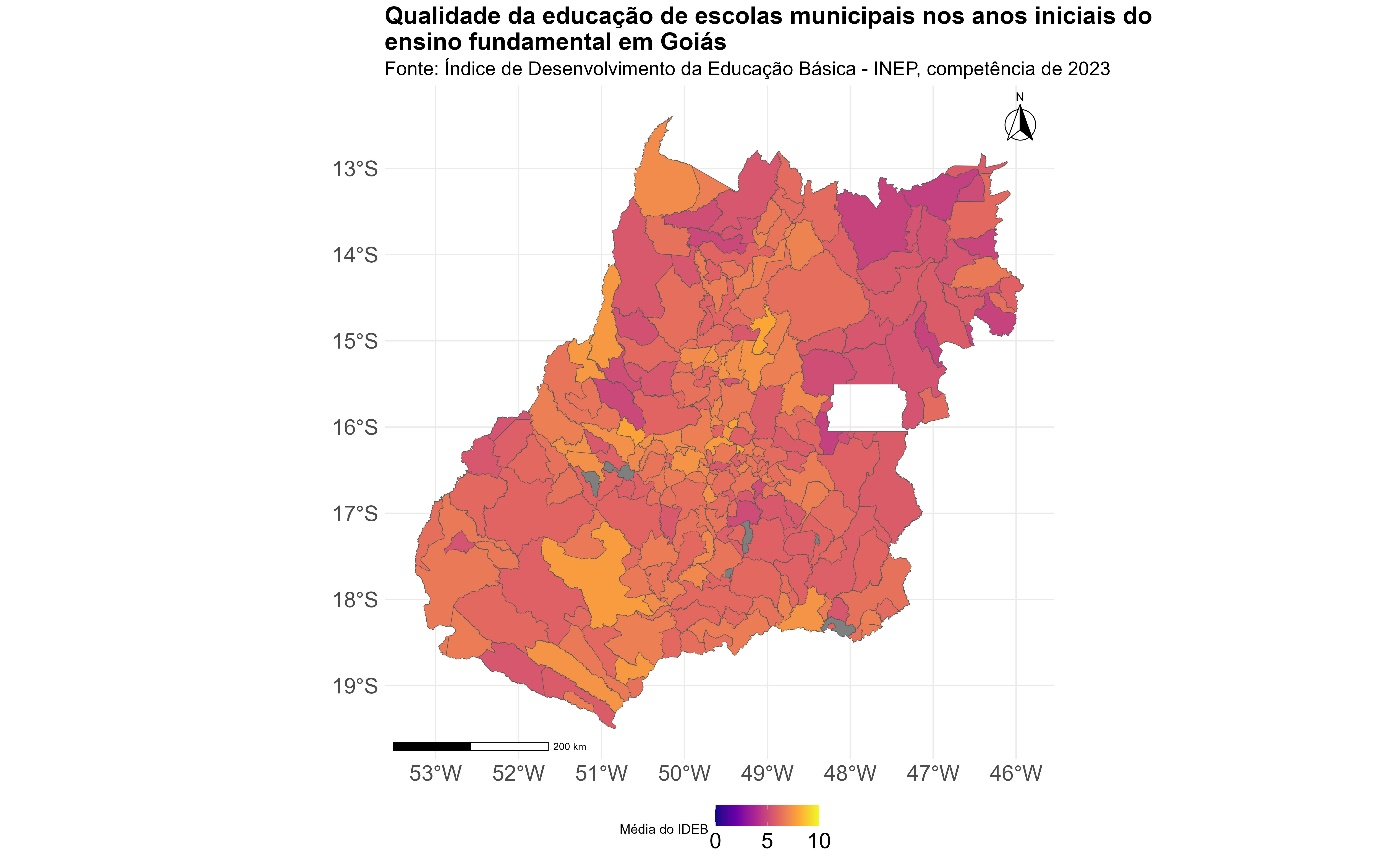 Qualidade da educação de escolas municipais nos anos iniciais do
ensino fundamental em Goiás
Fonte: Índice de Desenvolvimento da Educação Básica - INEP, competência de 2023
N
13°S
14°S
15°S
16°S
17°S
18°S
19°S
200 km
53°W 52°W 51°W 50°W 49°W 48°W 47°W 46°W
Média do IDEB
0 5 10